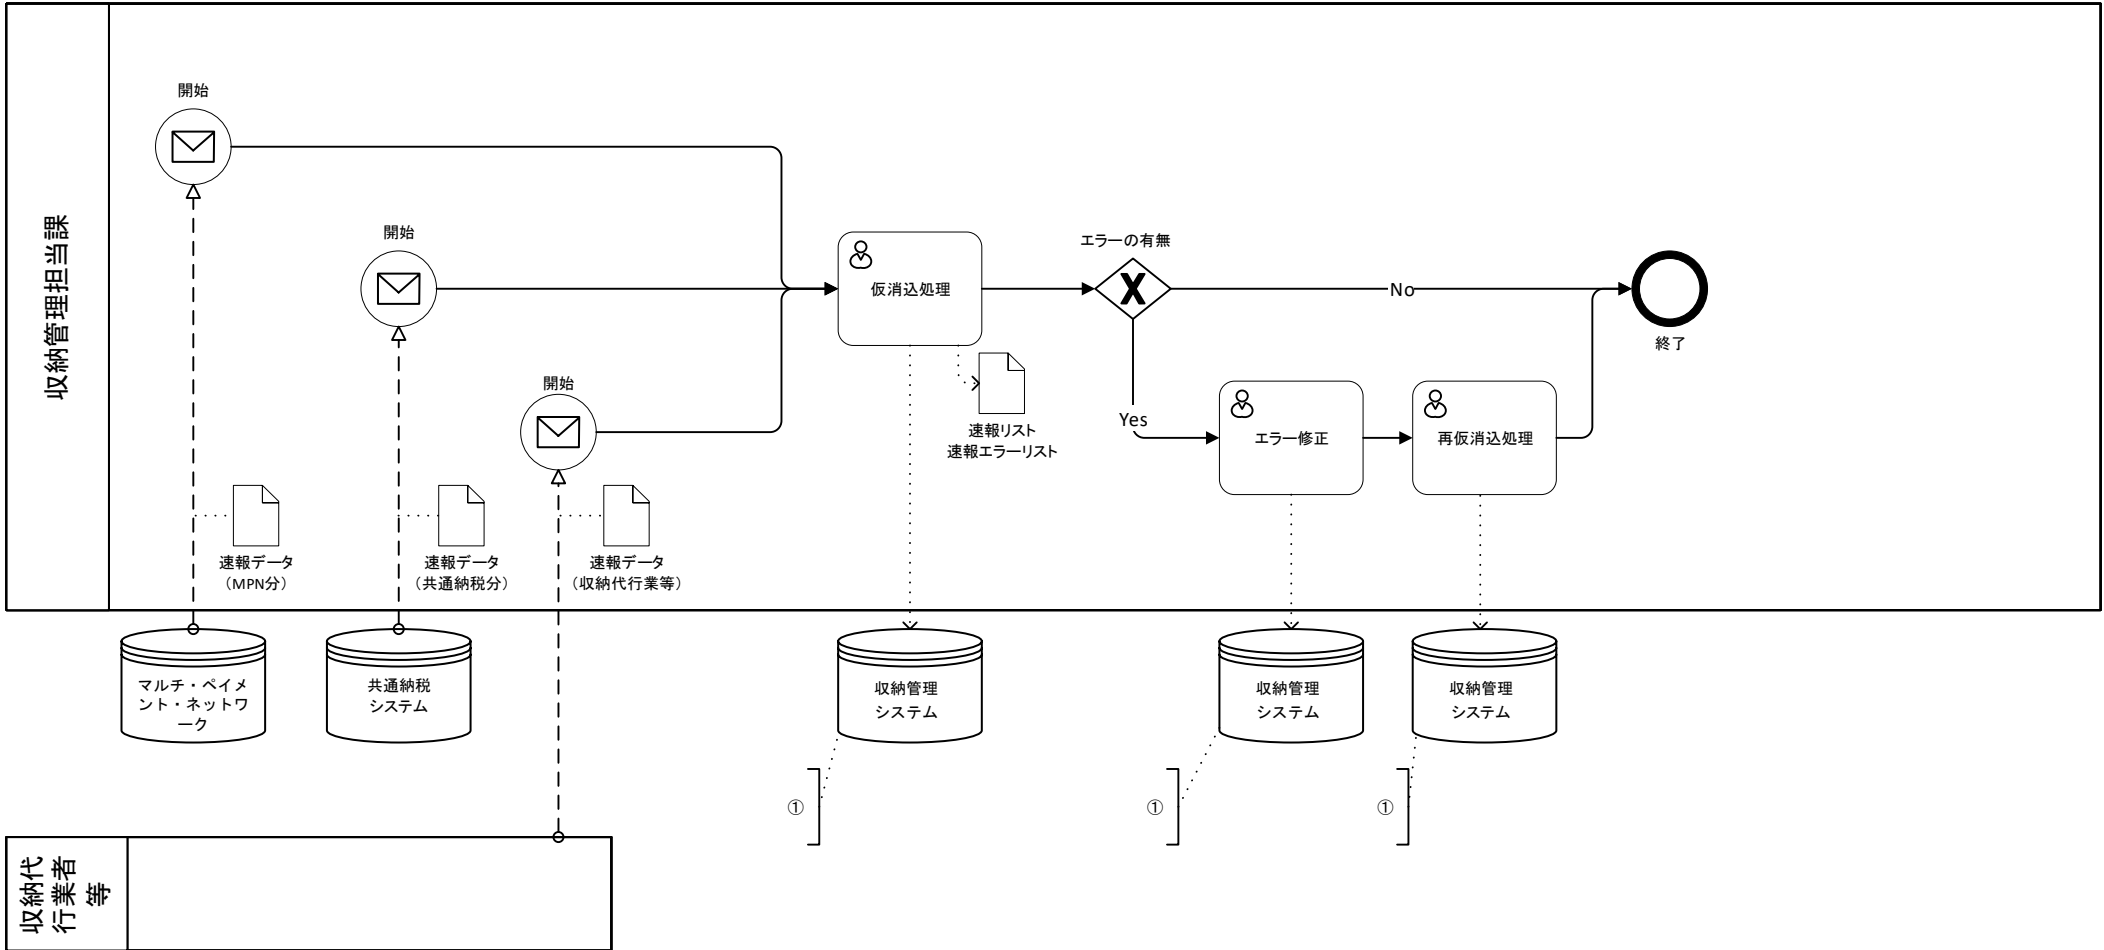 収納管理担当課
開始
開始
開始
速報データ
（MPN分）
速報データ
（共通納税分）
速報データ
（収納代行業等）
仮消込処理
速報リスト
速報エラーリスト
エラーの有無
No
Yes
エラー修正
再仮消込処理
終了
マルチ・ペイメ
ント・ネットワ
ーク
共通納税
システム
収納管理
システム
収納管理
システム
収納管理
システム
①
①
①
収納代
行業者
等